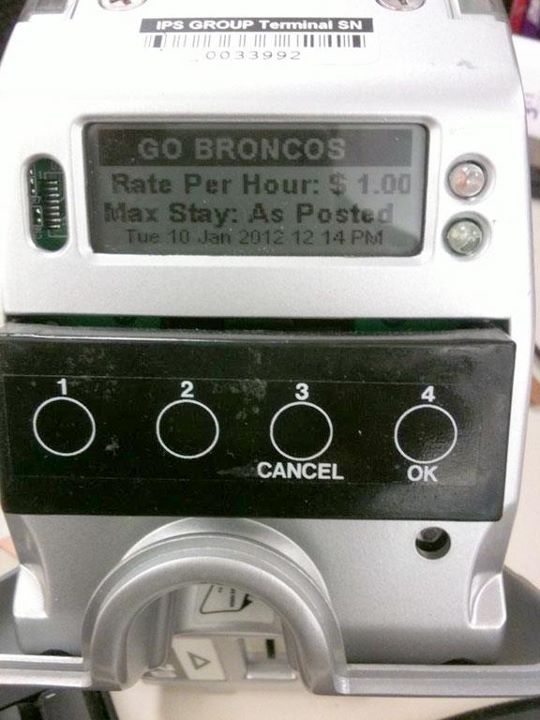 IPS GROUP Terminal SN
0033992
GO BRONCOS
Rate Per Hour: $ 1.00
Max Stay: As Posted
Tue 10 Jan 2012 12 14 PM
1 2 3 4
CANCEL OK